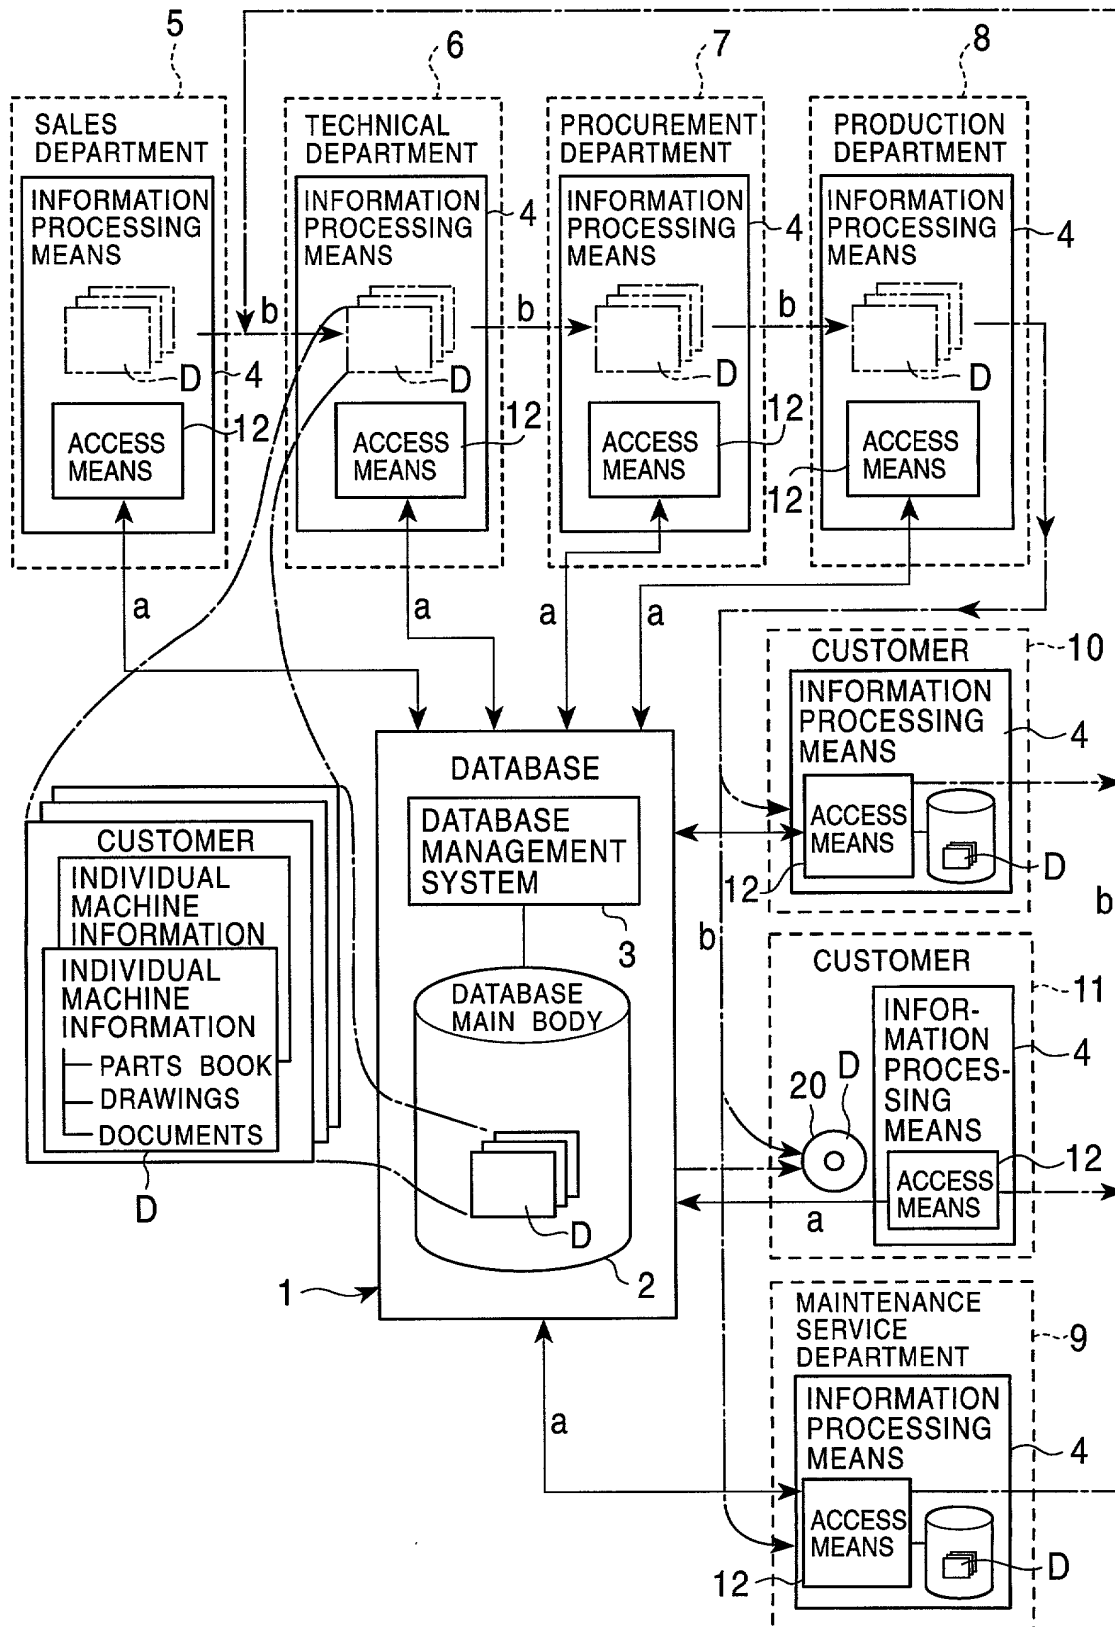 5
6
7
8
SALES
DEPARTMENT
INFORMATION
PROCESSING
MEANS
D
4
12
ACCESS
MEANS
a
b
TECHNICAL
DEPARTMENT
INFORMATION
PROCESSING
MEANS
4
D
12
ACCESS
MEANS
a
b
PROCUREMENT
DEPARTMENT
INFORMATION
PROCESSING
MEANS
4
D
12
ACCESS
MEANS
a
b
PRODUCTION
DEPARTMENT
INFORMATION
PROCESSING
MEANS
4
D
12
ACCESS
MEANS
a
CUSTOMER
INDIVIDUAL
MACHINE
INFORMATION
INDIVIDUAL
MACHINE
INFORMATION
PARTS BOOK
DRAWINGS
DOCUMENTS
D
DATABASE
DATABASE
MANAGEMENT
SYSTEM
3
DATABASE
MAIN BODY
D
2
1
a
b
CUSTOMER
10
INFORMATION
PROCESSING
MEANS
4
ACCESS
MEANS
12
D
b
CUSTOMER
11
INFOR-
MATION
PROCES-
SING
MEANS
4
20
D
12
ACCESS
MEANS
a
MAINTENANCE
SERVICE
DEPARTMENT
9
INFORMATION
PROCESSING
MEANS
4
ACCESS
MEANS
12
D